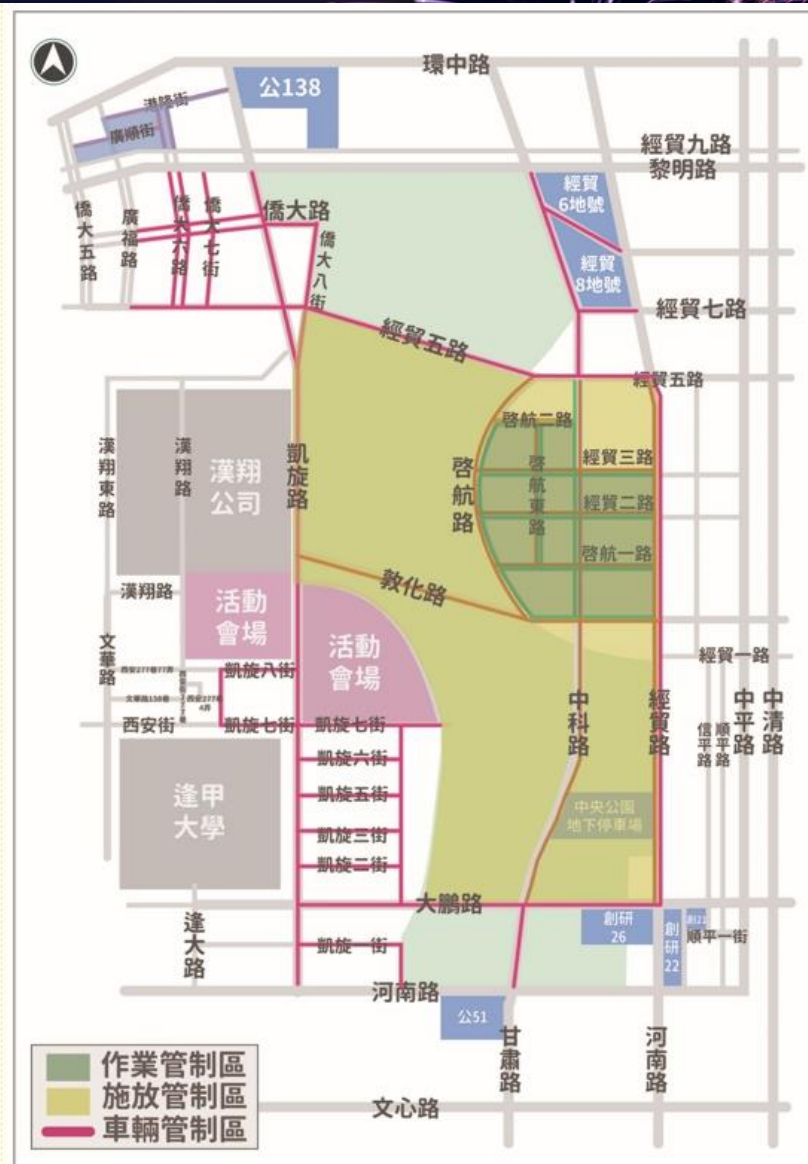 環中路
公138
港隆街
廣順街
經貿九路
黎明路
經貿
6地號
經貿
8地號
僑大五路
廣福路
僑大六路
僑大七街
僑大路
僑大八街
經貿七路
經貿五路
經貿五路
啓航二路
啓航路
啓航東路
經貿三路
經貿二路
啓航一路
漢翔東路
漢翔路
漢翔
公司
凱旋路
敦化路
漢翔路
活動
會場
活動
會場
文華路
經貿一路
凱旋八街
西安街
凱旋七街
凱旋七街
中科路
經貿路
信平路
順平路
中平路
中清路
凱旋六街
凱旋五街
凱旋三街
凱旋二街
逢甲
大學
中央公園
地下停車場
大鵬路
創研
26
創研
22
創21
順平一街
逢大路
凱旋一街
河南路
公51
甘肅路
河南路
文心路
作業管制區
施放管制區
車輛管制區